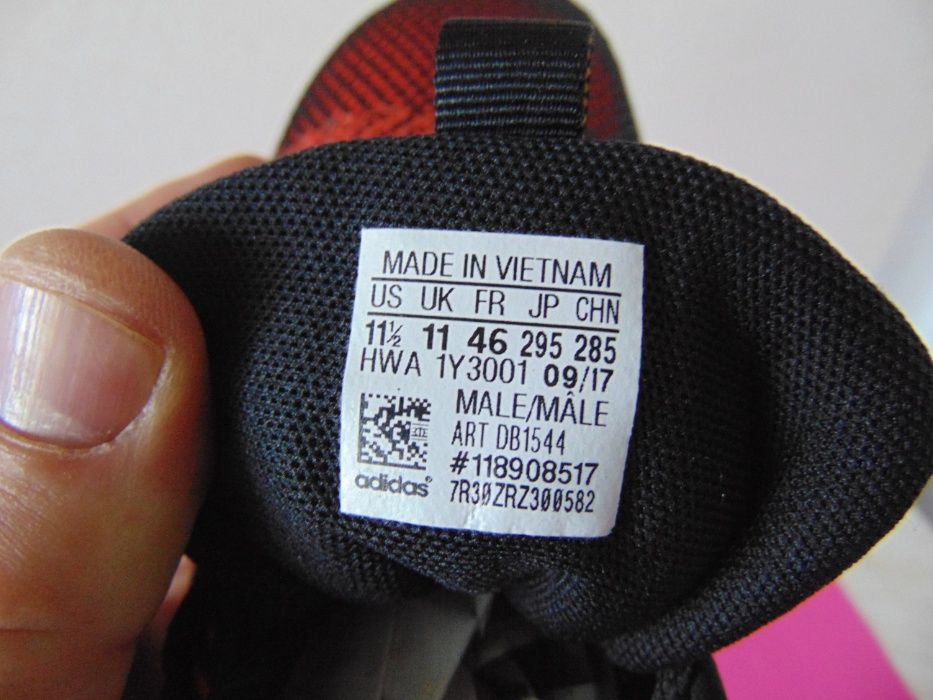 MADE IN VIETNAM
US UK FR JP CHN
11½ 11 46 295 285
HWA 1Y3001 09/17
MALE/MÂLE
ART DB1544
#118908517
adidas® 7R30ZRZ300582